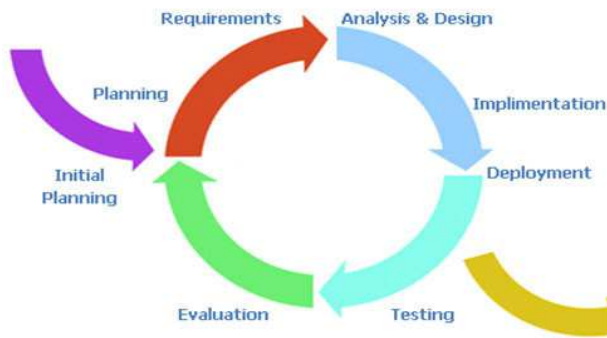 Requirements
Analysis & Design
Planning
Implimentation
Initial
Planning
Deployment
Evaluation
Testing